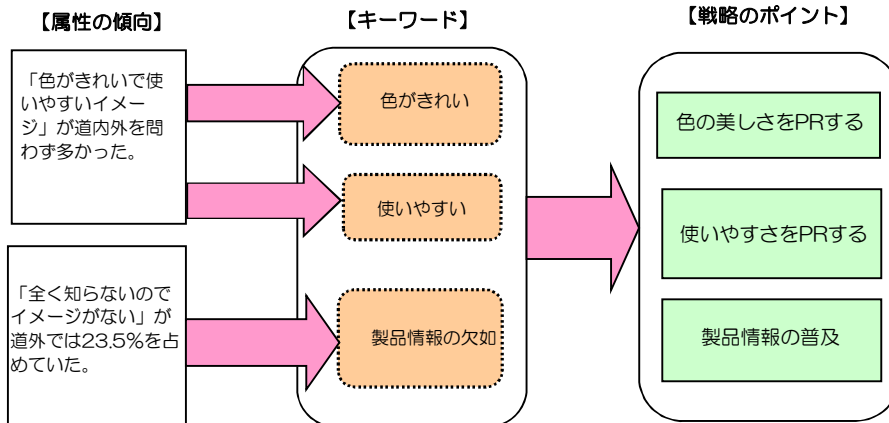 【属性の傾向】
【キーワード】
【戦略のポイント】
「色がきれいで使
いやすいイメー
ジ」が道内外を問
わず多かった。
色がきれい
使いやすい
色の美しさをPRする
使いやすさをPRする
「全く知らないので
イメージがない」が
道外では23.5%を占
めていた。
製品情報の欠如
製品情報の普及